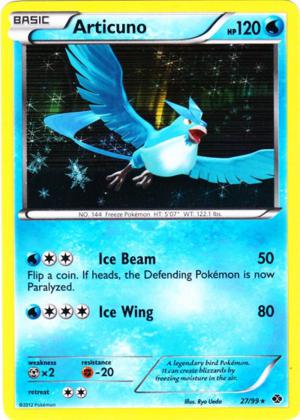 BASIC
Articuno
HP120
NO. 144 Freeze Pokémon HT: 5'07" WT: 122.1 lbs.
Ice Beam 50
Flip a coin. If heads, the Defending Pokémon is now
Paralyzed.
Ice Wing 80
weakness
×2
resistance
-20
retreat
A legendary bird Pokémon.
It can create blizzards by
freezing moisture in the air.
©2012 Pokémon
Illus. Ryo Ueda
27/99